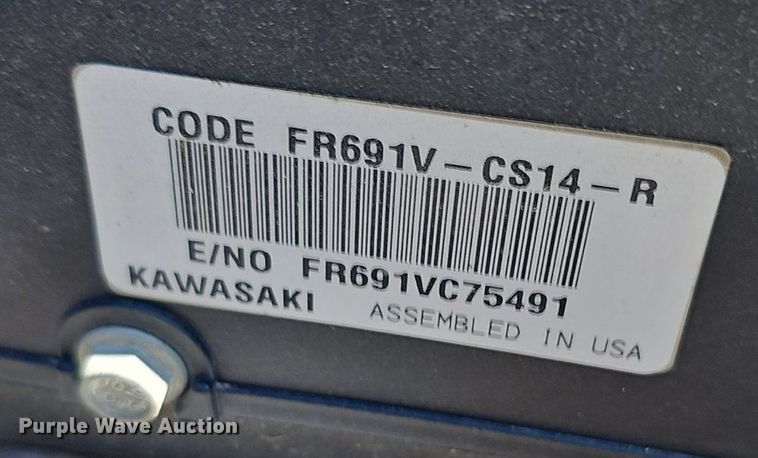 CODE FR691V-CS14-R
E/NO FR691VC75491
KAWASAKI ASSEMBLED IN USA
Purple Wave Auction